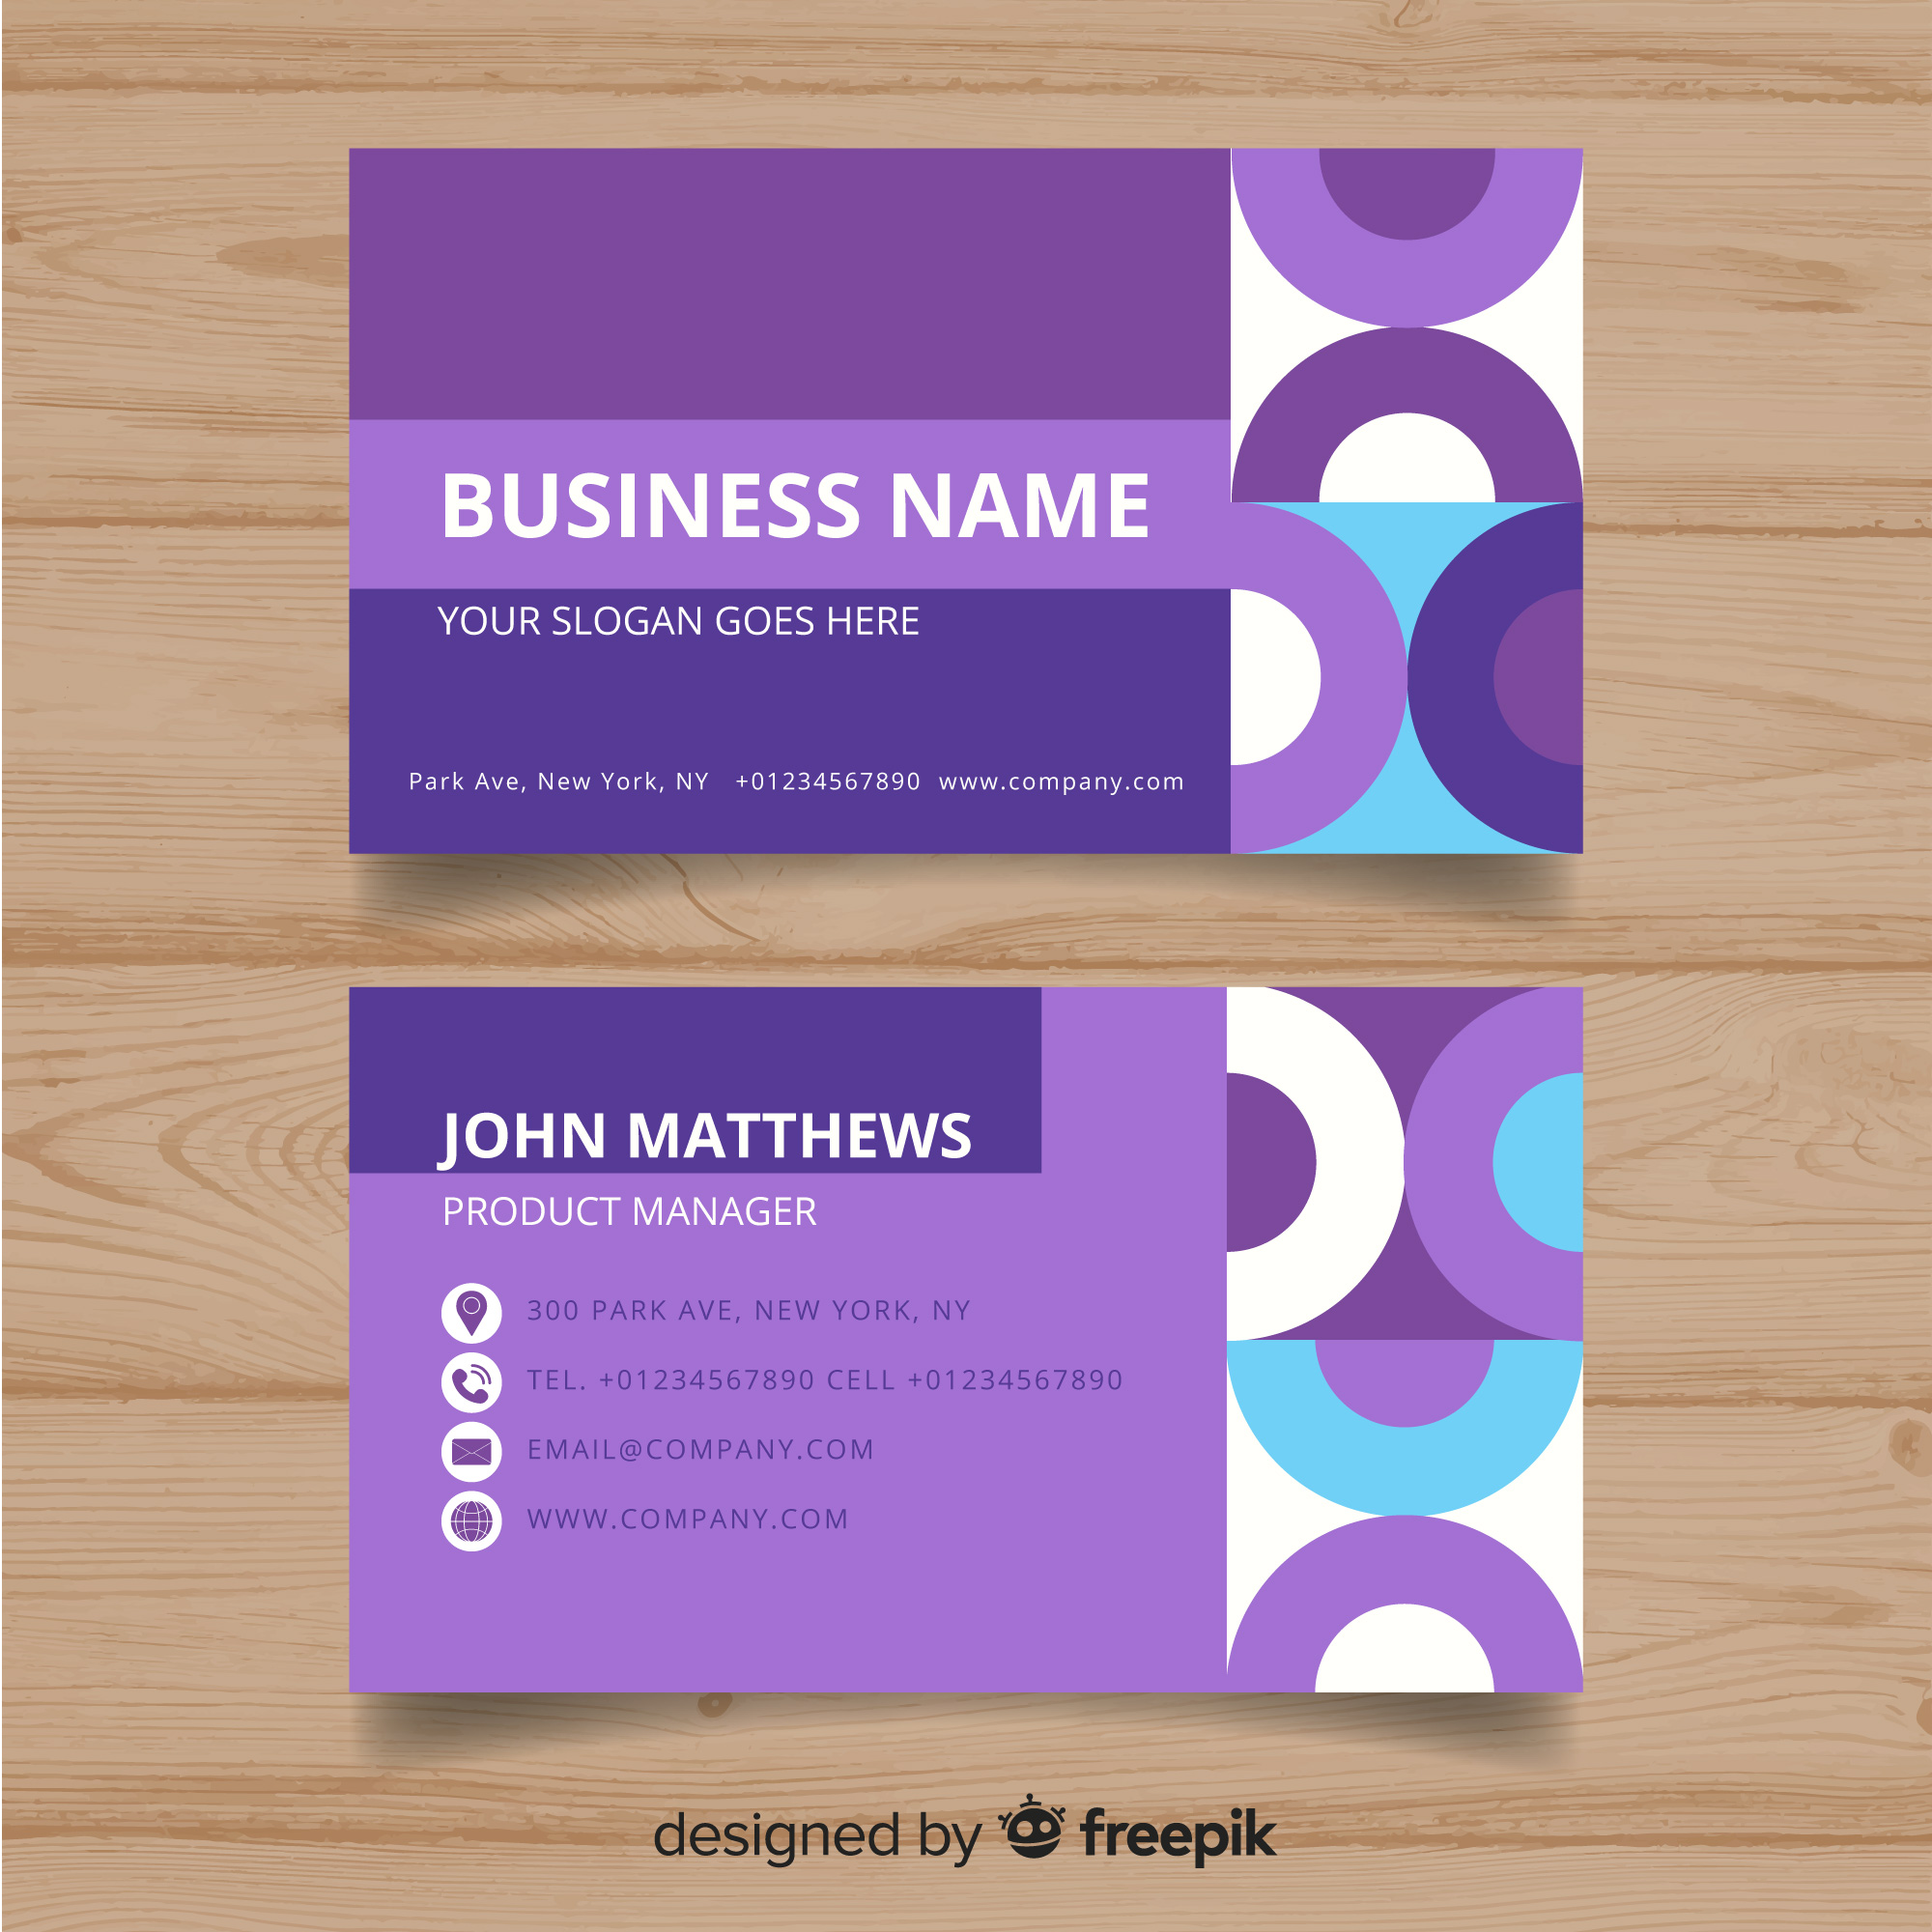 BUSINESS NAME
YOUR SLOGAN GOES HERE
Park Ave, New York, NY +01234567890 www.company.com
JOHN MATTHEWS
PRODUCT MANAGER
300 PARK AVE, NEW YORK, NY
TEL. +01234567890 CELL +01234567890
EMAIL@COMPANY.COM
WWW.COMPANY.COM
designed by freepik